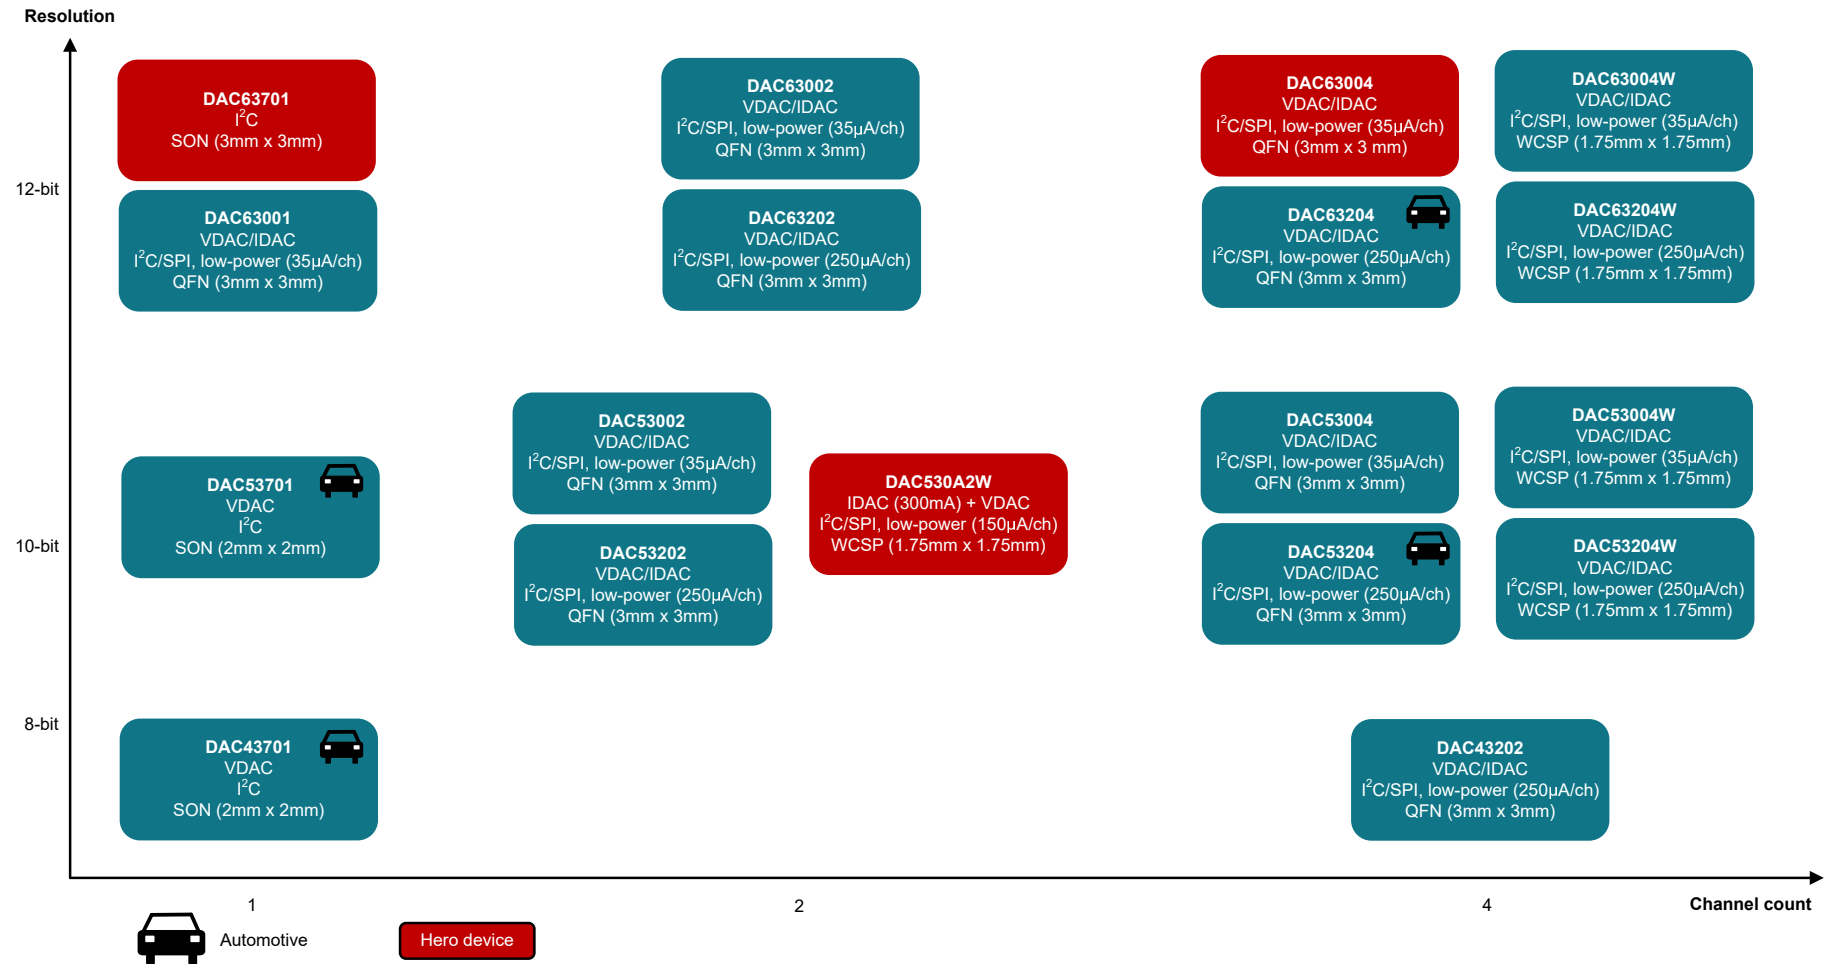 Resolution
DAC63701
I²C
SON (3mm x 3mm)
DAC63002
VDAC/IDAC
I²C/SPI, low-power (35µA/ch)
QFN (3mm x 3mm)
DAC63004
VDAC/IDAC
I²C/SPI, low-power (35µA/ch)
QFN (3mm x 3 mm)
DAC63004W
VDAC/IDAC
I²C/SPI, low-power (35µA/ch)
WCSP (1.75mm x 1.75mm)
12-bit
DAC63001
VDAC/IDAC
I²C/SPI, low-power (35µA/ch)
QFN (3mm x 3mm)
DAC63202
VDAC/IDAC
I²C/SPI, low-power (250µA/ch)
QFN (3mm x 3mm)
DAC63204
VDAC/IDAC
I²C/SPI, low-power (250µA/ch)
QFN (3mm x 3mm)
DAC63204W
VDAC/IDAC
I²C/SPI, low-power (250µA/ch)
WCSP (1.75mm x 1.75mm)
DAC53701
VDAC
I²C
SON (2mm x 2mm)
DAC53002
VDAC/IDAC
I²C/SPI, low-power (35µA/ch)
QFN (3mm x 3mm)
DAC530A2W
IDAC (300mA) + VDAC
I²C/SPI, low-power (150µA/ch)
WCSP (1.75mm x 1.75mm)
DAC53004
VDAC/IDAC
I²C/SPI, low-power (35µA/ch)
QFN (3mm x 3mm)
DAC53004W
VDAC/IDAC
I²C/SPI, low-power (35µA/ch)
WCSP (1.75mm x 1.75mm)
10-bit
DAC53202
VDAC/IDAC
I²C/SPI, low-power (250µA/ch)
QFN (3mm x 3mm)
DAC53204
VDAC/IDAC
I²C/SPI, low-power (250µA/ch)
QFN (3mm x 3mm)
DAC53204W
VDAC/IDAC
I²C/SPI, low-power (250µA/ch)
WCSP (1.75mm x 1.75mm)
8-bit
DAC43701
VDAC
I²C
SON (2mm x 2mm)
DAC43202
VDAC/IDAC
I²C/SPI, low-power (250µA/ch)
QFN (3mm x 3mm)
1
2
4
Channel count
Automotive
Hero device